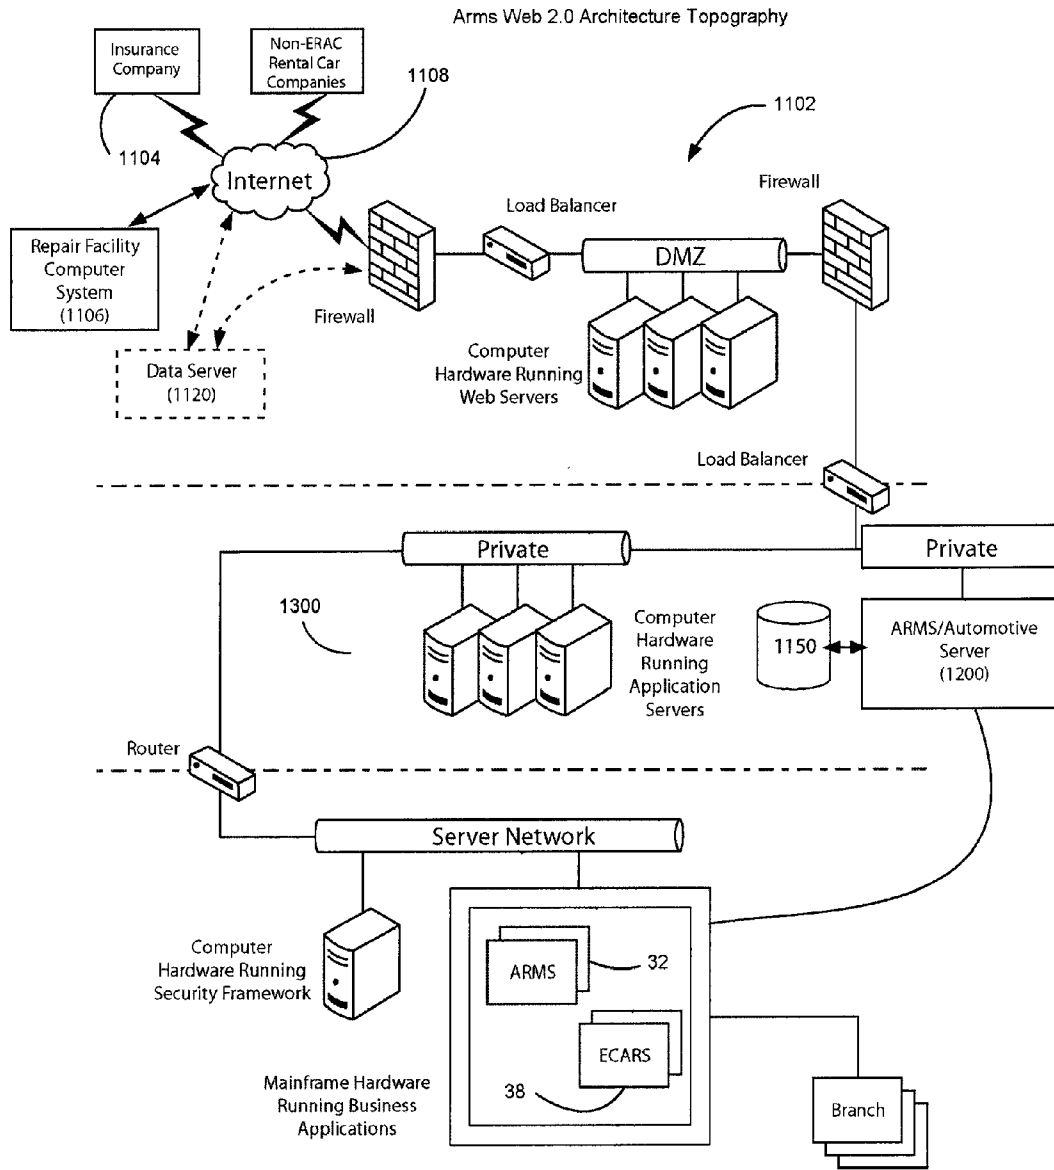 Arms Web 2.0 Architecture Topography
Insurance
Company
Non-ERAC
Rental Car
Companies
1108
1102
1104
Internet
Firewall
Load Balancer
DMZ
Repair Facility
Computer
System
(1106)
Firewall
Data Server
(1120)
Computer
Hardware Running
Web Servers
Load Balancer
Private
Private
1300
Computer
Hardware
Running
Application
Servers
1150
ARMS/Automotive
Server
(1200)
Router
Server Network
Computer
Hardware Running
Security Framework
ARMS
32
ECARS
38
Mainframe Hardware
Running Business
Applications
Branch